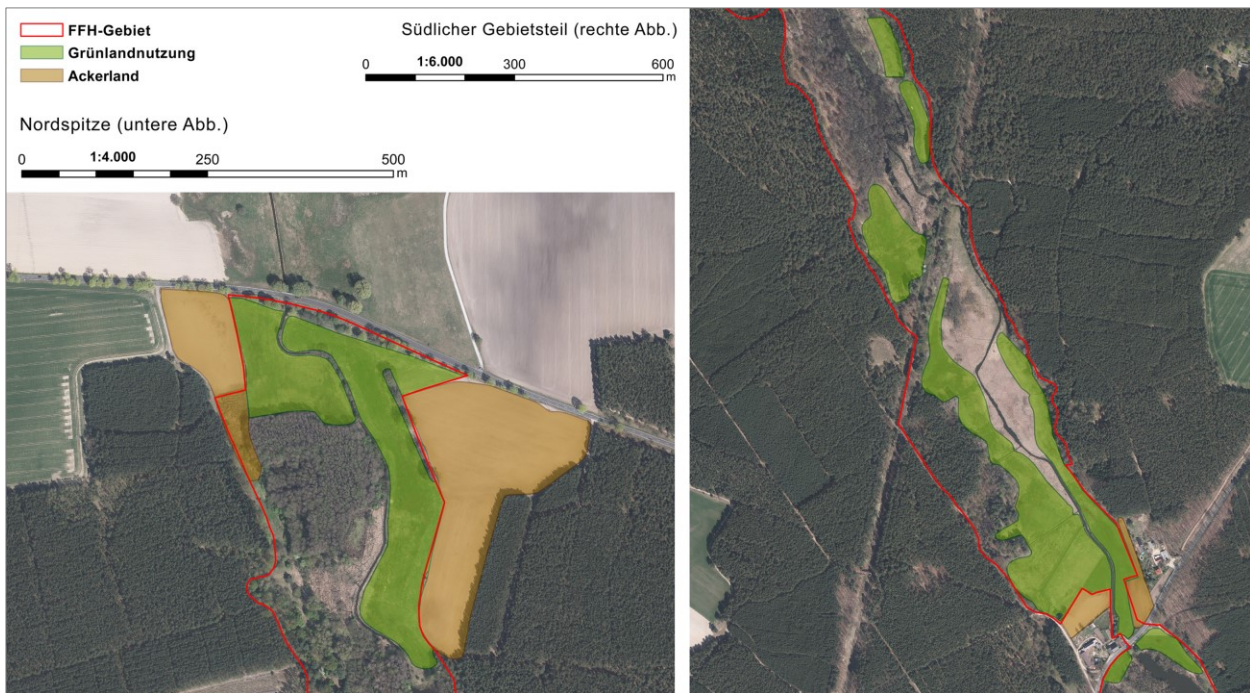 FFH-Gebiet
Grünlandnutzung
Ackerland
Südlicher Gebietsteil (rechte Abb.)
0 1:6.000 300 600
m
Nordspitze (untere Abb.)
0 1:4.000 250 500
m